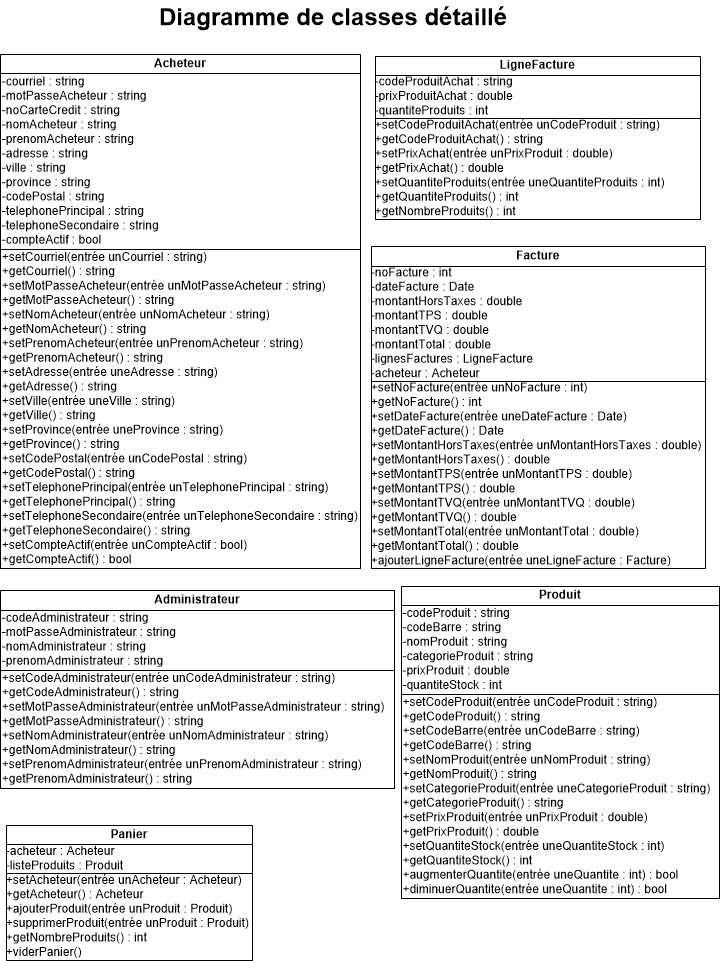 Diagramme de classes détaillé
Acheteur
-courriel : string
-motPasseAcheteur : string
-noCarteCredit : string
-nomAcheteur : string
-prenomAcheteur : string
-adresse : string
-ville : string
-province : string
-codePostal : string
-telephonePrincipal : string
-telephoneSecondaire : string
-compteActif : bool
+setCourriel(entrée unCourriel : string)
+getCourriel() : string
+setMotPasseAcheteur(entrée unMotPasseAcheteur : string)
+getMotPasseAcheteur() : string
+setNomAcheteur(entrée unNomAcheteur : string)
+getNomAcheteur() : string
+setPrenomAcheteur(entrée unPrenomAcheteur : string)
+getPrenomAcheteur() : string
+setAdresse(entrée uneAdresse : string)
+getAdresse() : string
+setVille(entrée uneVille : string)
+getVille() : string
+setProvince(entrée uneProvince : string)
+getProvince() : string
+setCodePostal(entrée unCodePostal : string)
+getCodePostal() : string
+setTelephonePrincipal(entrée unTelephonePrincipal : string)
+getTelephonePrincipal() : string
+setTelephoneSecondaire(entrée unTelephoneSecondaire : string)
+getTelephoneSecondaire() : string
+setCompteActif(entrée unCompteActif : bool)
+getCompteActif() : bool
LigneFacture
-codeProduitAchat : string
-prixProduitAchat : double
-quantiteProduits : int
+setCodeProduitAchat(entrée unCodeProduit : string)
+getCodeProduitAchat() : string
+setPrixAchat(entrée unPrixProduit : double)
+getPrixAchat() : double
+setQuantiteProduits(entrée uneQuantiteProduits : int)
+getQuantiteProduits() : int
+getNombreProduits() : int
Facture
-noFacture : int
-dateFacture : Date
-montantHorsTaxes : double
-montantTPS : double
-montantTVQ : double
-montantTotal : double
-lignesFactures : LigneFacture
-acheteur : Acheteur
+setNoFacture(entrée unNoFacture : int)
+getNoFacture() : int
+setDateFacture(entrée uneDateFacture : Date)
+getDateFacture() : Date
+setMontantHorsTaxes(entrée unMontantHorsTaxes : double)
+getMontantHorsTaxes() : double
+setMontantTPS(entrée unMontantTPS : double)
+getMontantTPS() : double
+setMontantTVQ(entrée unMontantTVQ : double)
+getMontantTVQ() : double
+setMontantTotal(entrée unMontantTotal : double)
+getMontantTotal() : double
+ajouterLigneFacture(entrée uneLigneFacture : Facture)
Administrateur
-codeAdministrateur : string
-motPasseAdministrateur : string
-nomAdministrateur : string
-prenomAdministrateur : string
+setCodeAdministrateur(entrée unCodeAdministrateur : string)
+getCodeAdministrateur() : string
+setMotPasseAdministrateur(entrée unMotPasseAdministrateur : string)
+getMotPasseAdministrateur() : string
+setNomAdministrateur(entrée unNomAdministrateur : string)
+getNomAdministrateur() : string
+setPrenomAdministrateur(entrée unPrenomAdministrateur : string)
+getPrenomAdministrateur() : string
Produit
-codeProduit : string
-codeBarre : string
-nomProduit : string
-categorieProduit : string
-prixProduit : double
-quantiteStock : int
+setCodeProduit(entrée unCodeProduit : string)
+getCodeProduit() : string
+setCodeBarre(entrée unCodeBarre : string)
+getCodeBarre() : string
+setNomProduit(entrée unNomProduit : string)
+getNomProduit() : string
+setCategorieProduit(entrée uneCategorieProduit : string)
+getCategorieProduit() : string
+setPrixProduit(entrée unPrixProduit : double)
+getPrixProduit() : double
+setQuantiteStock(entrée uneQuantiteStock : int)
+getQuantiteStock() : int
+augmenterQuantite(entrée uneQuantite : int) : bool
+diminuerQuantite(entrée uneQuantite : int) : bool
Panier
-acheteur : Acheteur
-listeProduits : Produit
+setAcheteur(entrée unAcheteur : Acheteur)
+getAcheteur() : Acheteur
+ajouterProduit(entrée unProduit : Produit)
+supprimerProduit(entrée unProduit : Produit)
+getNombreProduits() : int
+viderPanier()